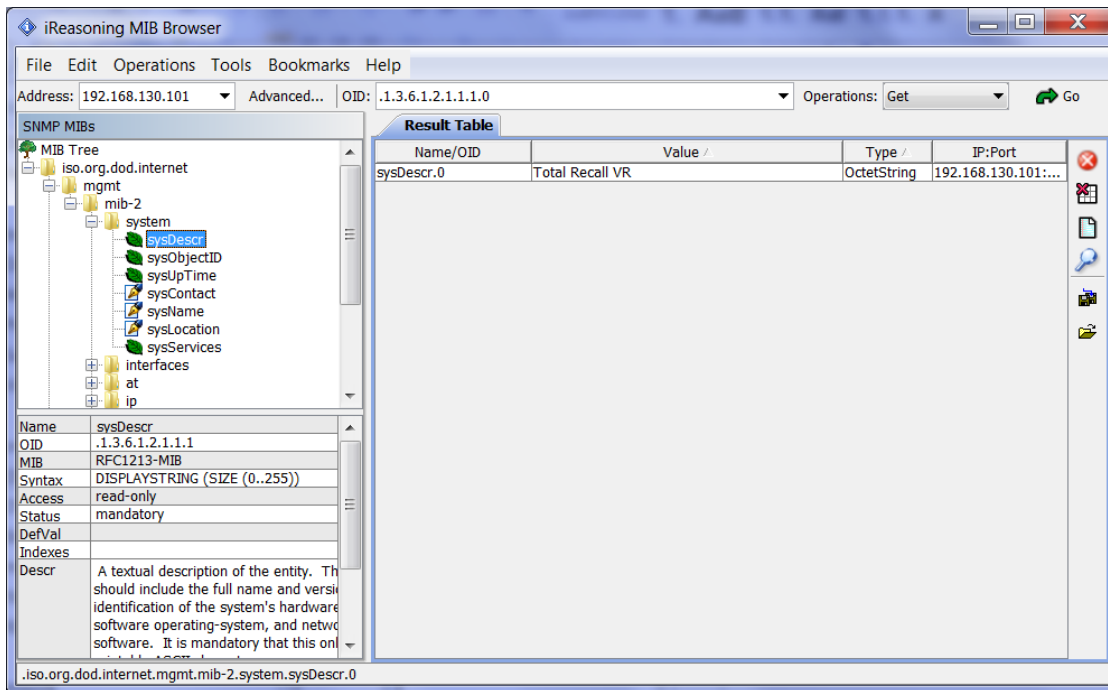 iReasoning MIB Browser
File Edit Operations Tools Bookmarks Help
Address: 192.168.130.101 Advanced... OID: .1.3.6.1.2.1.1.1.0 Operations: Get Go
SNMP MIBs
MIB Tree
iso.org.dod.internet
mgmt
mib-2
system
sysDescr
sysObjectID
sysUpTime
sysContact
sysName
sysLocation
sysServices
interfaces
at
ip
Result Table
Name/OID Value Type IP:Port
sysDescr.0 Total Recall VR OctetString 192.168.130.101:...
Name sysDescr
OID .1.3.6.1.2.1.1.1
MIB RFC1213-MIB
Syntax DISPLAYSTRING (SIZE (0..255))
Access read-only
Status mandatory
DefVal
Indexes
Descr A textual description of the entity. Th
should include the full name and versi
identification of the system's hardware
software operating-system, and netwo
software. It is mandatory that this onl
.iso.org.dod.internet.mgmt.mib-2.system.sysDescr.0